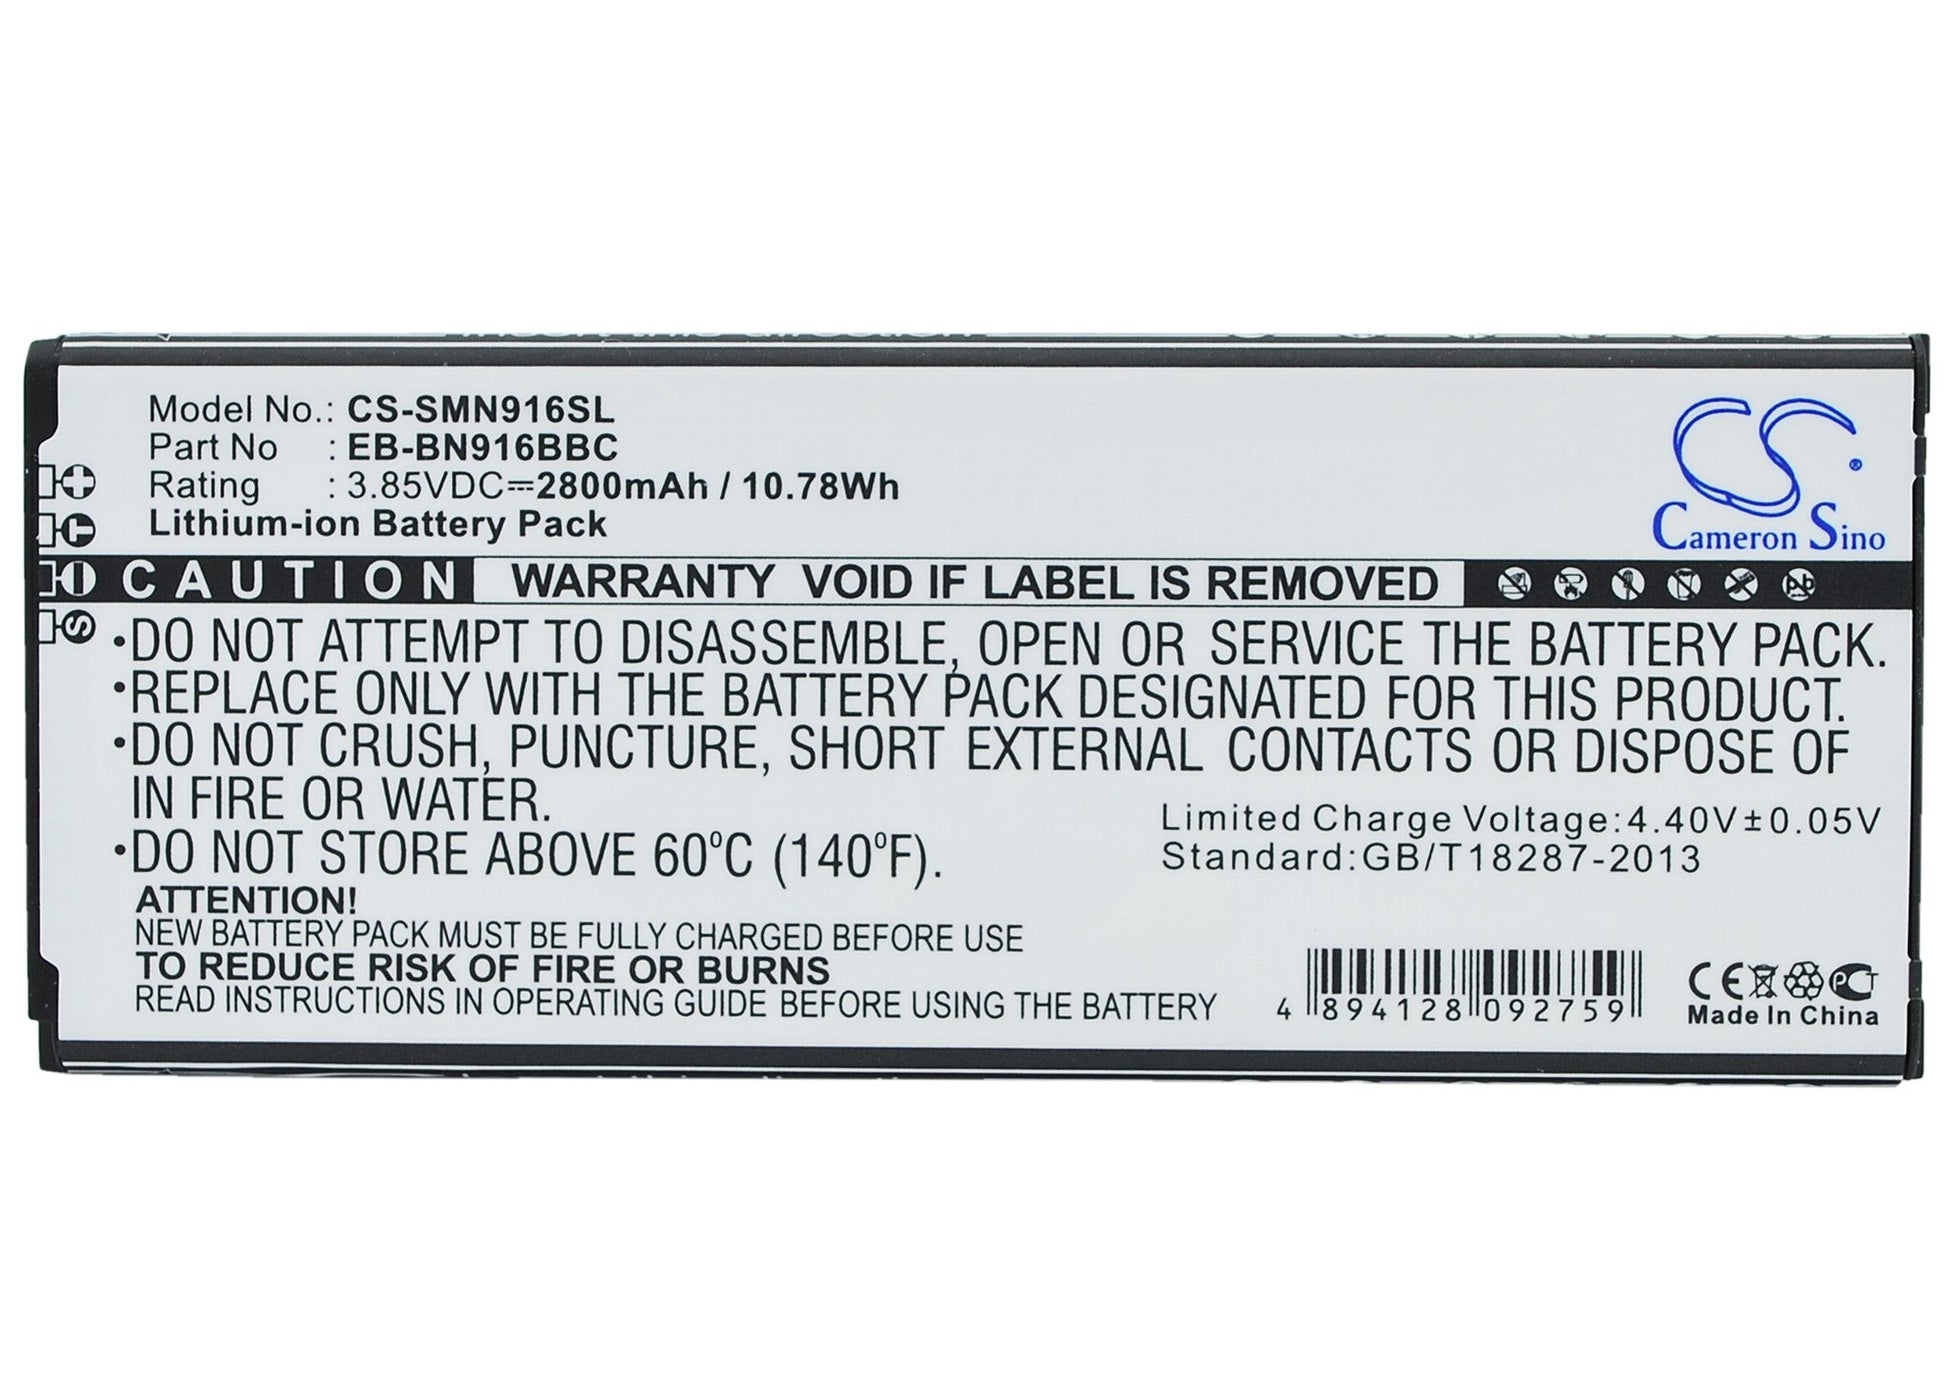 Model No.: CS-SMN916SL
Part No : EB-BN916BBC
Rating : 3.85VDC⎓2800mAh / 10.78Wh
Lithium-ion Battery Pack
CS®
Cameron Sino
CAUTION WARRANTY VOID IF LABEL IS REMOVED
•DO NOT ATTEMPT TO DISASSEMBLE, OPEN OR SERVICE THE BATTERY PACK.
•REPLACE ONLY WITH THE BATTERY PACK DESIGNATED FOR THIS PRODUCT.
•DO NOT CRUSH, PUNCTURE, SHORT EXTERNAL CONTACTS OR DISPOSE OF
IN FIRE OR WATER.
•DO NOT STORE ABOVE 60°C (140°F).
Limited Charge Voltage:4.40V±0.05V
Standard:GB/T18287-2013
ATTENTION!
NEW BATTERY PACK MUST BE FULLY CHARGED BEFORE USE
TO REDUCE RISK OF FIRE OR BURNS
READ INSTRUCTIONS IN OPERATING GUIDE BEFORE USING THE BATTERY
4 894128 092759
CE PCT
Made In China